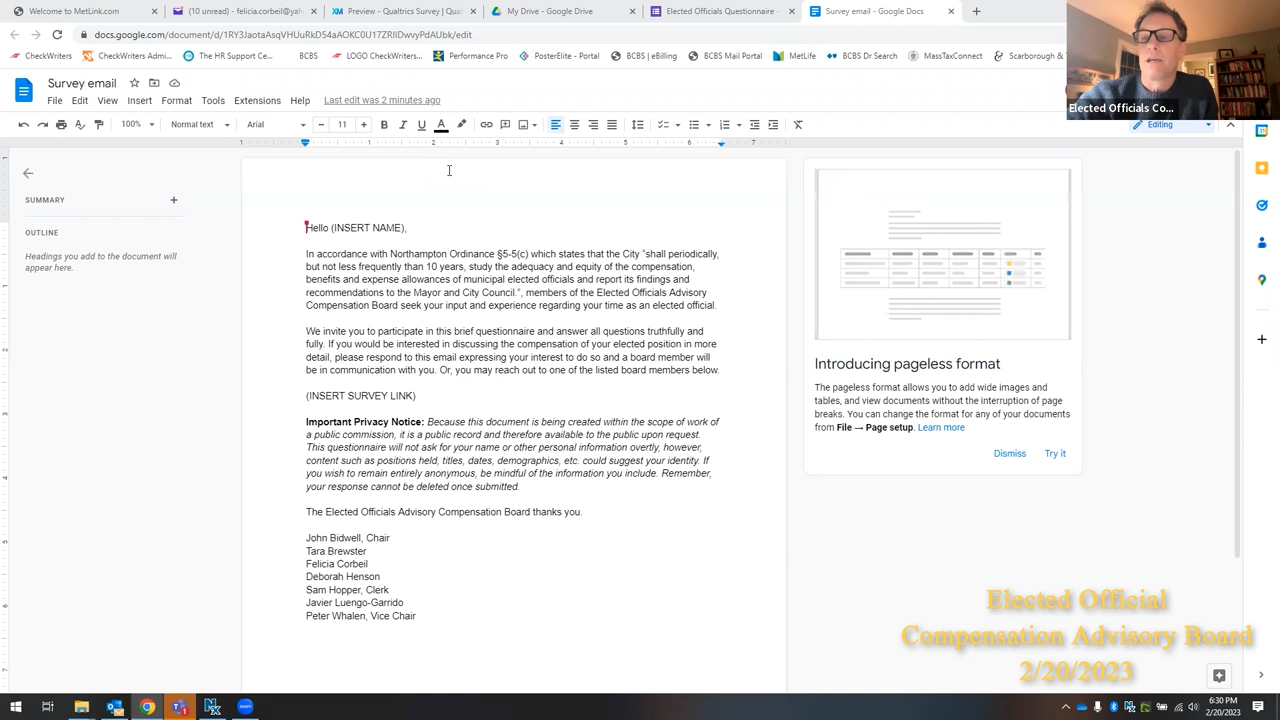 Welcome to MetLink.com
(10 unread) - felicia.corbeil@yah
Preview - Qualtrics Survey | Qual
My Drive - Google Drive
Elected Officials Questionnaire -
Survey email - Google Docs
docs.google.com/document/d/1RY3JaotaAsqVHUuRkD54aAOKC0U17ZRIIDwvyPdAUbk/edit
CheckWriters
CheckWriters Admin...
The HR Support Ce...
BCBS
LOGO CheckWriters...
Performance Pro
PosterElite - Portal
BCBS | eBilling
BCBS Mail Portal
BCBS Dr Search
MassTaxConnect
Scarborough & T
Survey email
File Edit View Insert Format Tools Extensions Help Last edit was 2 minutes ago
Elected Officials Co...
100% Normal text Arial 11 Editing
1 1 2 3 4 5 6 7
SUMMARY
OUTLINE
Headings you add to the document will
appear here.
Hello (INSERT NAME),
In accordance with Northampton Ordinance §5-5(c) which states that the City "shall periodically,
but not less frequently than 10 years, study the adequacy and equity of the compensation,
benefits and expense allowances of municipal elected officials and report its findings and
recommendations to the Mayor and City Council.", members of the Elected Officials Advisory
Compensation Board seek your input and experience regarding your time as an elected official.
We invite you to participate in this brief questionnaire and answer all questions truthfully and
fully. If you would be interested in discussing the compensation of your elected position in more
detail, please respond to this email expressing your interest to do so and a board member will
be in communication with you. Or, you may reach out to one of the listed board members below.
(INSERT SURVEY LINK)
Important Privacy Notice: Because this document is being created within the scope of work of
a public commission, it is a public record and therefore available to the public upon request.
This questionnaire will not ask for your name or other personal information overtly, however,
content such as positions held, titles, dates, demographics, etc. could suggest your identity. If
you wish to remain entirely anonymous, be mindful of the information you include. Remember,
your response cannot be deleted once submitted.
The Elected Officials Advisory Compensation Board thanks you.
John Bidwell, Chair
Tara Brewster
Felicia Corbeil
Deborah Henson
Sam Hopper, Clerk
Javier Luengo-Garrido
Peter Whalen, Vice Chair
Introducing pageless format
The pageless format allows you to add wide images and
tables, and view documents without the interruption of page
breaks. You can change the format for any of your documents
from File → Page setup. Learn more
Dismiss Try it
Elected Official
Compensation Advisory Board
2/20/2023
6:30 PM
2/20/2023